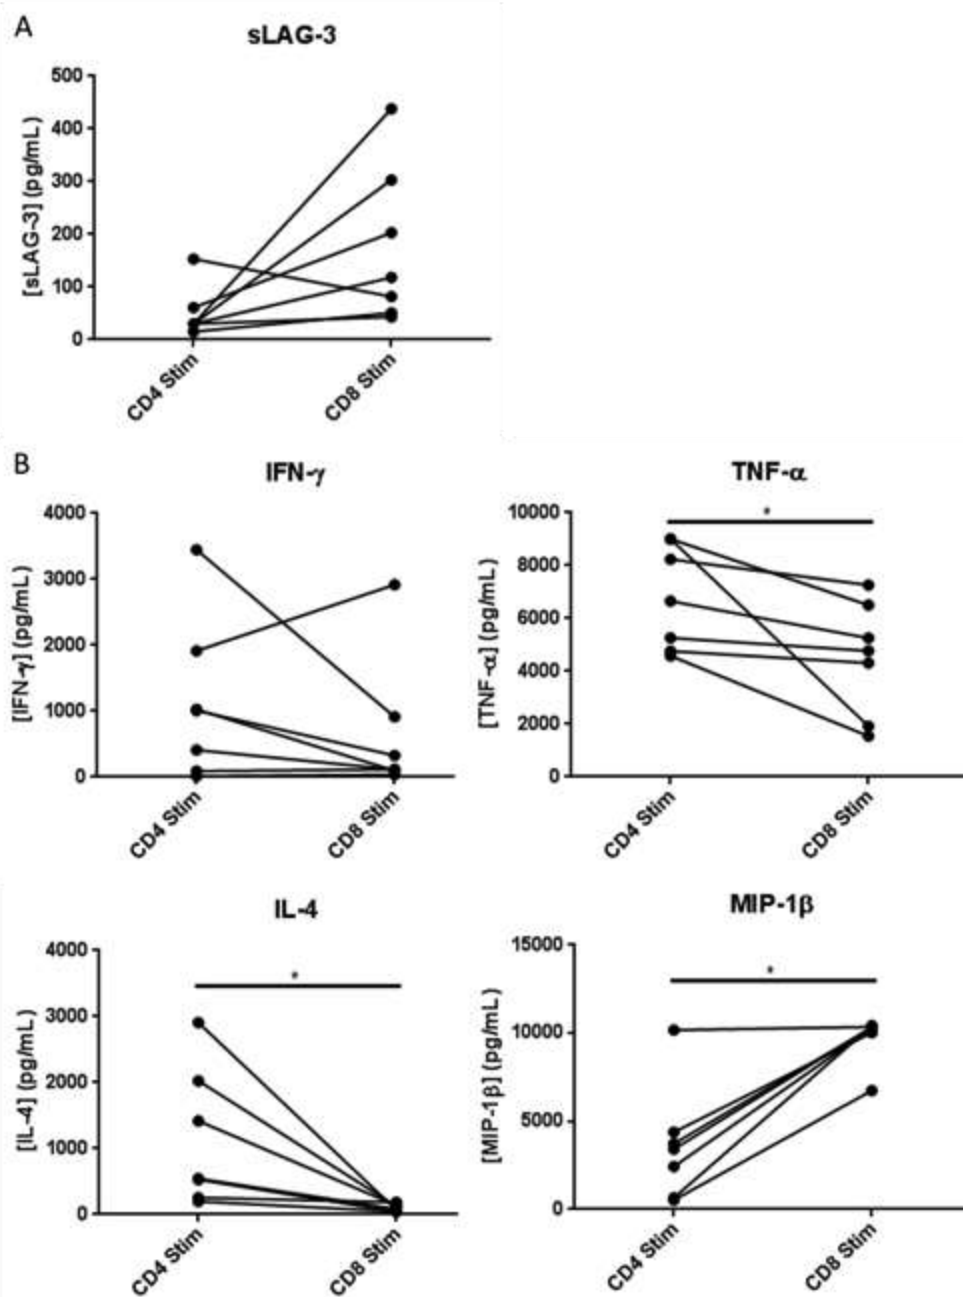 A
sLAG-3
[sLAG-3] (pg/mL)
500
400
300
200
100
0
CD4 Stim
CD8 Stim
B
IFN-γ
[IFN-γ] (pg/mL)
4000
3000
2000
1000
0
CD4 Stim
CD8 Stim
TNF-α
*
[TNF-α] (pg/mL)
10000
8000
6000
4000
2000
0
CD4 Stim
CD8 Stim
IL-4
*
[IL-4] (pg/mL)
4000
3000
2000
1000
0
CD4 Stim
CD8 Stim
MIP-1β
*
[MIP-1β] (pg/mL)
15000
10000
5000
0
CD4 Stim
CD8 Stim